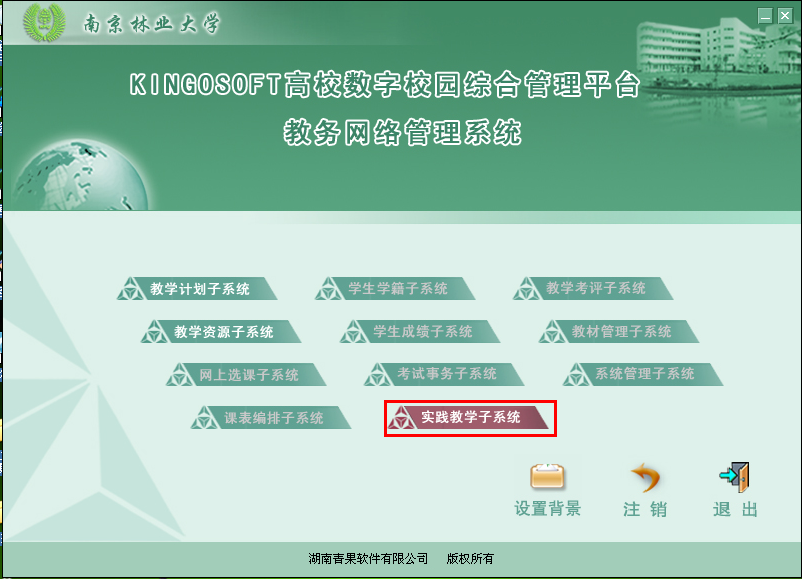 南京林业大学
KINGOSOFT高校数字校园综合管理平台
教务网络管理系统
教学计划子系统 学生学籍子系统 教学考评子系统
教学资源子系统 学生成绩子系统 教材管理子系统
网上选课子系统 考试事务子系统 系统管理子系统
课表编排子系统 实践教学子系统
设置背景 注 销 退 出
湖南青果软件有限公司 版权所有